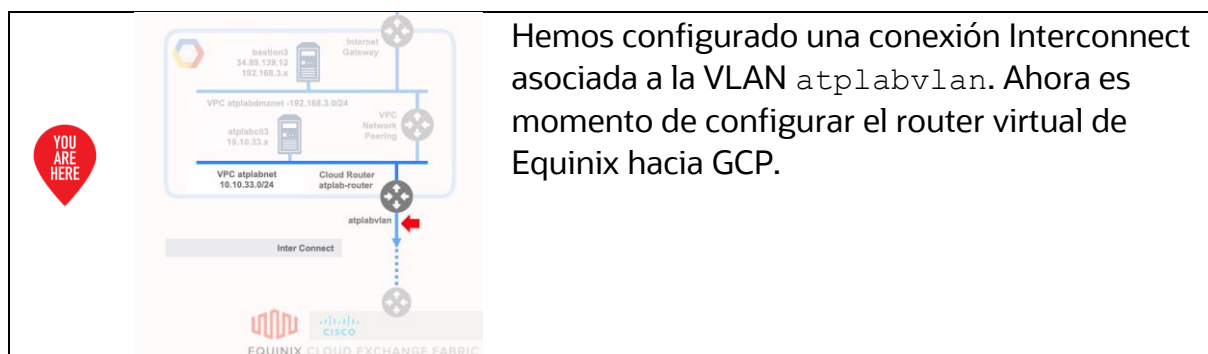 YOU
ARE
HERE
Internet
Gateway
bastion3
34.89.139.12
192.168.3.x
VPC atplabdmznet -192.168.3.0/24
VPC
Network
Peering
atplabcli3
10.10.33.x
VPC atplabnet
10.10.33.0/24
Cloud Router
atplab-router
atplabvlan
Inter Connect
CISCO
EQUINIX CLOUD EXCHANGE FABRIC
Hemos configurado una conexión Interconnect
asociada a la VLAN atplabvlan. Ahora es
momento de configurar el router virtual de
Equinix hacia GCP.